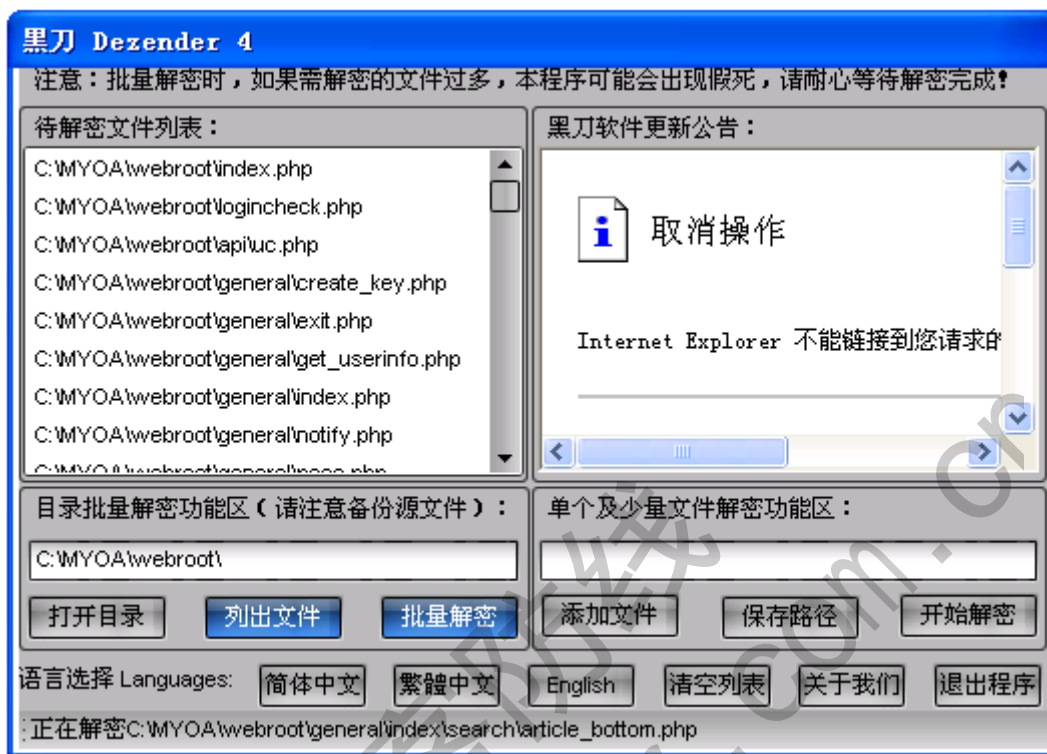 黑刀 Dezender 4
注意：批量解密时，如果需解密的文件过多，本程序可能会出现假死，请耐心等待解密完成！
待解密文件列表：
C:\MYOA\webroot\index.php
C:\MYOA\webroot\logincheck.php
C:\MYOA\webroot\api\uc.php
C:\MYOA\webroot\general\create_key.php
C:\MYOA\webroot\general\exit.php
C:\MYOA\webroot\general\get_userinfo.php
C:\MYOA\webroot\general\index.php
C:\MYOA\webroot\general\notify.php
黑刀软件更新公告：
取消操作
Internet Explorer 不能链接到您请求的
目录批量解密功能区（请注意备份源文件）：
C:\MYOA\webroot\
打开目录 列出文件 批量解密
单个及少量文件解密功能区：
添加文件 保存路径 开始解密
语言选择 Languages: 简体中文 繁體中文 English 清空列表 关于我们 退出程序
正在解密C:\MYOA\webroot\general\index\search\article_bottom.php
防线
.com.cn